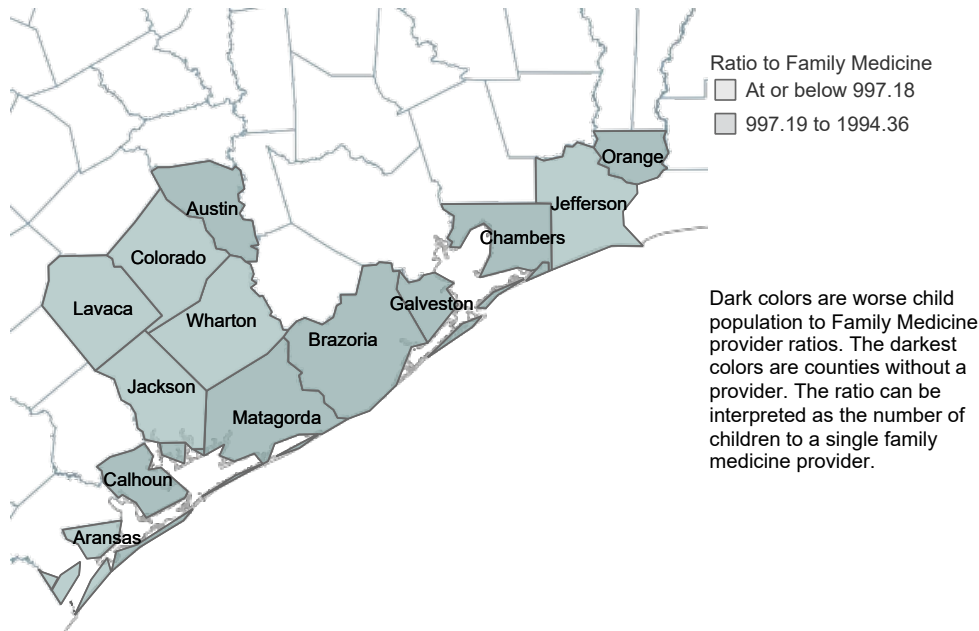 Ratio to Family Medicine
At or below 997.18
997.19 to 1994.36
Orange
Austin
Jefferson
Chambers
Colorado
Galveston
Lavaca
Wharton
Brazoria
Jackson
Matagorda
Calhoun
Aransas
Dark colors are worse child
population to Family Medicine
provider ratios. The darkest
colors are counties without a
provider. The ratio can be
interpreted as the number of
children to a single family
medicine provider.